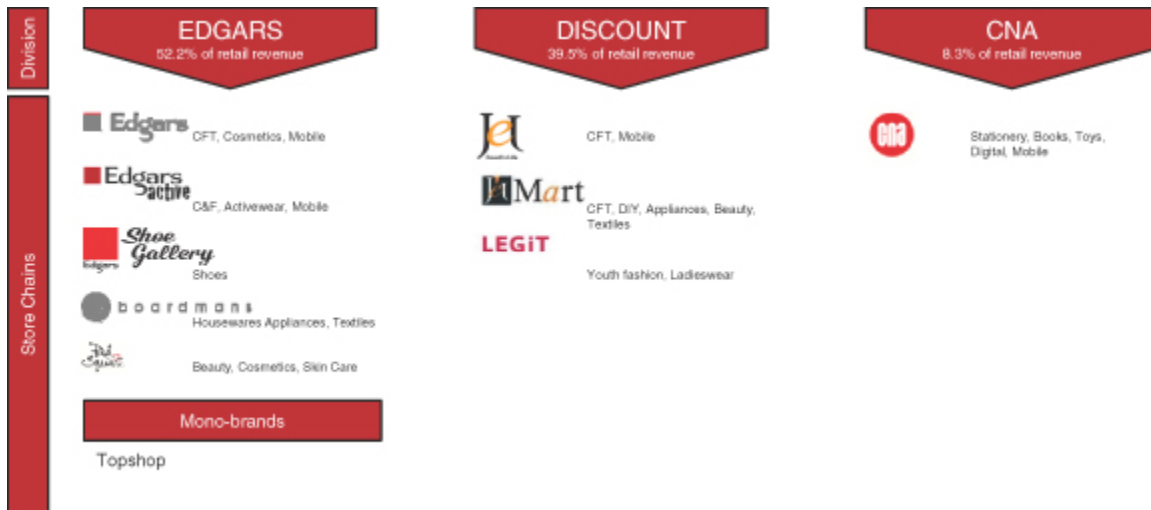 Division
EDGARS
52.2% of retail revenue
DISCOUNT
39.5% of retail revenue
CNA
8.3% of retail revenue
Store Chains
Edgars
CFT, Cosmetics, Mobile
Edgars
active
C&F, Activewear, Mobile
Edgars
Shoe
Gallery
Shoes
boardmans
Housewares Appliances, Textiles
Red
Square
Beauty, Cosmetics, Skin Care
Mono-brands
Topshop
Jet
CFT, Mobile
Mart
CFT, DIY, Appliances, Beauty,
Textiles
LEGiT
Youth fashion, Ladieswear
cna
Stationery, Books, Toys,
Digital, Mobile